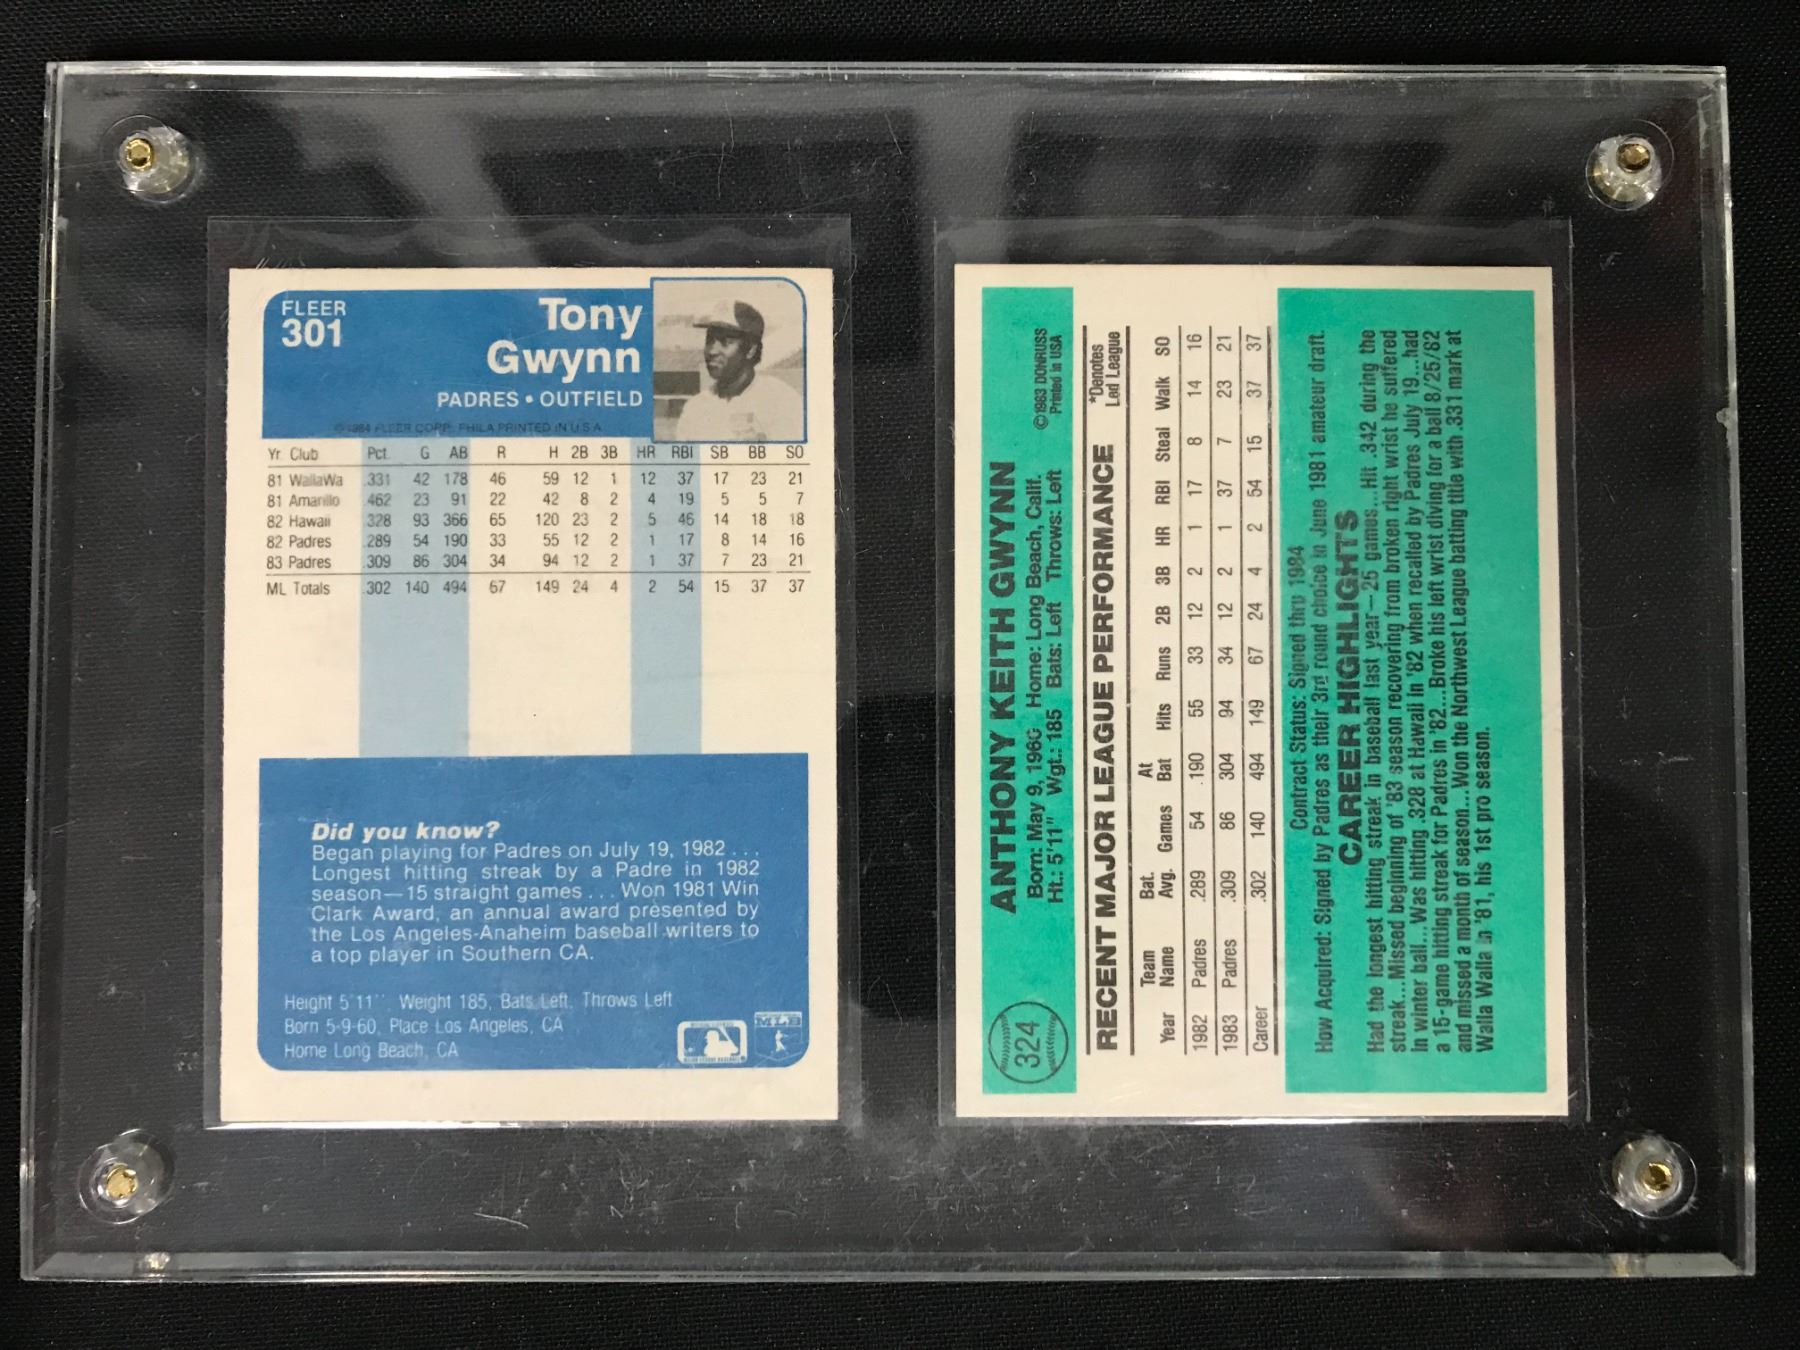 FLEER
301
Tony
Gwynn
PADRES • OUTFIELD
© 1984 FLEER CORP. PHILA PRINTED IN U.S.A.
Yr. Club Pct. G AB R H 2B 3B HR RBI SB BB SO
81 WallaWa .331 42 178 46 59 12 1 12 37 17 23 21
81 Amarillo .462 23 91 22 42 8 2 4 19 5 5 7
82 Hawaii .328 93 366 65 120 23 2 5 46 14 18 18
82 Padres .289 54 190 33 55 12 2 1 17 8 14 16
83 Padres .309 86 304 34 94 12 2 1 37 7 23 21
ML Totals .302 140 494 67 149 24 4 2 54 15 37 37
Did you know?
Began playing for Padres on July 19, 1982 . . .
Longest hitting streak by a Padre in 1982
season—15 straight games . . . Won 1981 Win
Clark Award, an annual award presented by
the Los Angeles-Anaheim baseball writers to
a top player in Southern CA.
Height 5'11", Weight 185, Bats Left, Throws Left
Born 5-9-60, Place Los Angeles, CA
Home Long Beach, CA
324
ANTHONY KEITH GWYNN
Born: May 9, 1960 Home: Long Beach, Calif.
Ht.: 5'11" Wgt.: 185 Bats: Left Throws: Left
©1983 DONRUSS
Printed in USA
RECENT MAJOR LEAGUE PERFORMANCE
*Denotes
Led League
Year Team Name Bat. Avg. Games At Bat Hits Runs 2B 3B HR RBI Steal Walk SO
1982 Padres .289 54 190 55 33 12 2 1 17 8 14 16
1983 Padres .309 86 304 94 34 12 2 1 37 7 23 21
Career .302 140 494 149 67 24 4 2 54 15 37 37
Contract Status: Signed thru 1984
How Acquired: Signed by Padres as their 3rd round choice in June 1981 amateur draft.
CAREER HIGHLIGHTS
Had the longest hitting streak in baseball last year—25 games...Hit .342 during the
streak...Missed beginning of '83 season recovering from broken right wrist he suffered
in winter ball...Was hitting .328 at Hawaii in '82 when recalled by Padres July 19...had
a 15-game hitting streak for Padres in '82...Broke his left wrist diving for a ball 8/25/82
and missed a month of season...Won the Northwest League batting title with .331 mark at
Walla Walla in '81, his 1st pro season.